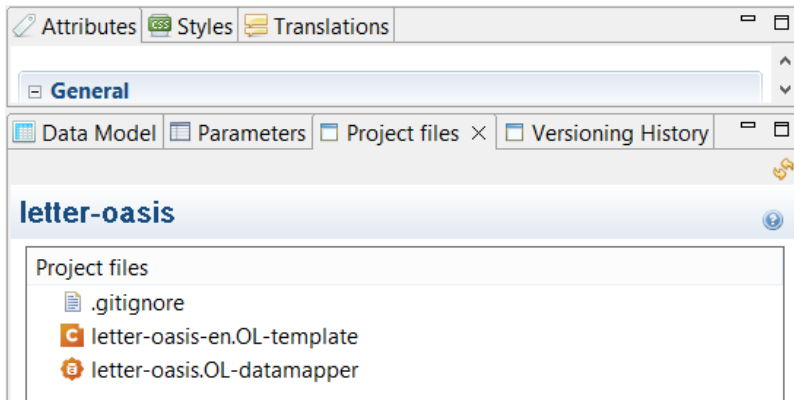 Attributes Styles Translations
General
Data Model Parameters Project files Versioning History
letter-oasis
Project files
.gitignore
letter-oasis-en.OL-template
letter-oasis.OL-datamapper